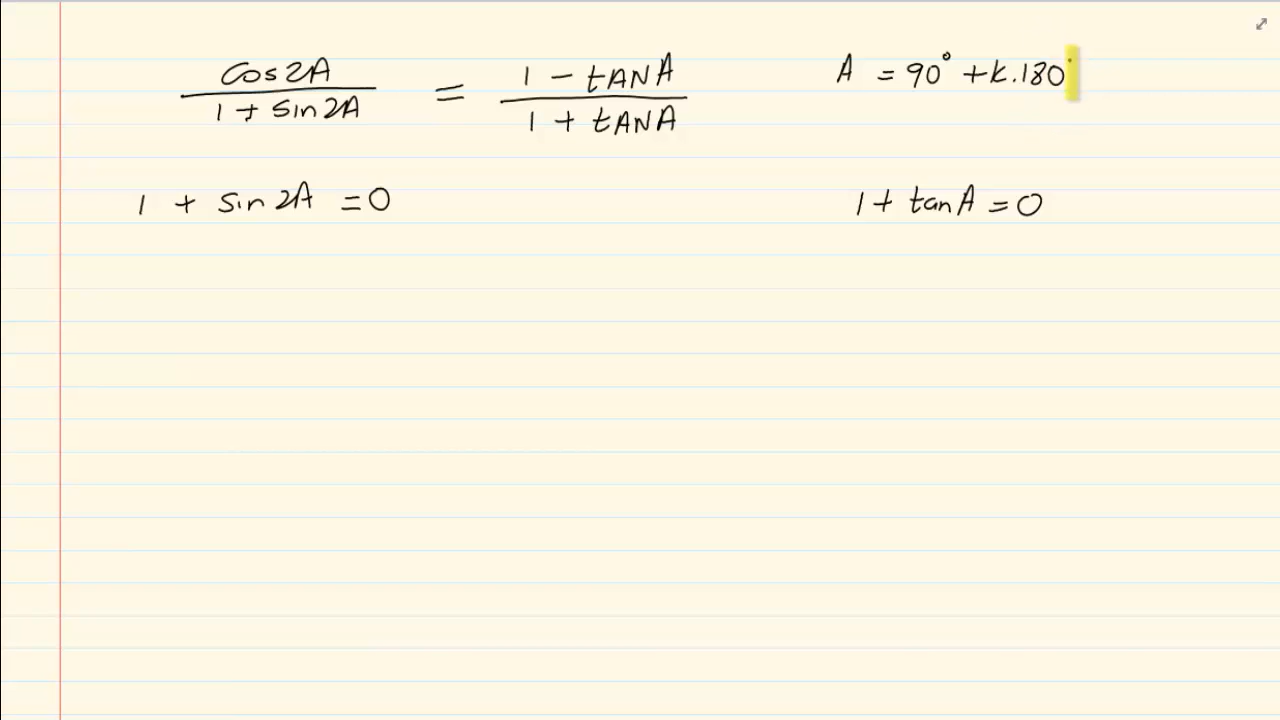 cos2A / 1 + sin2A = 1 - tANA / 1 + tANA    A = 90° + k.180°
1 + sin2A = 0    1 + tanA = 0